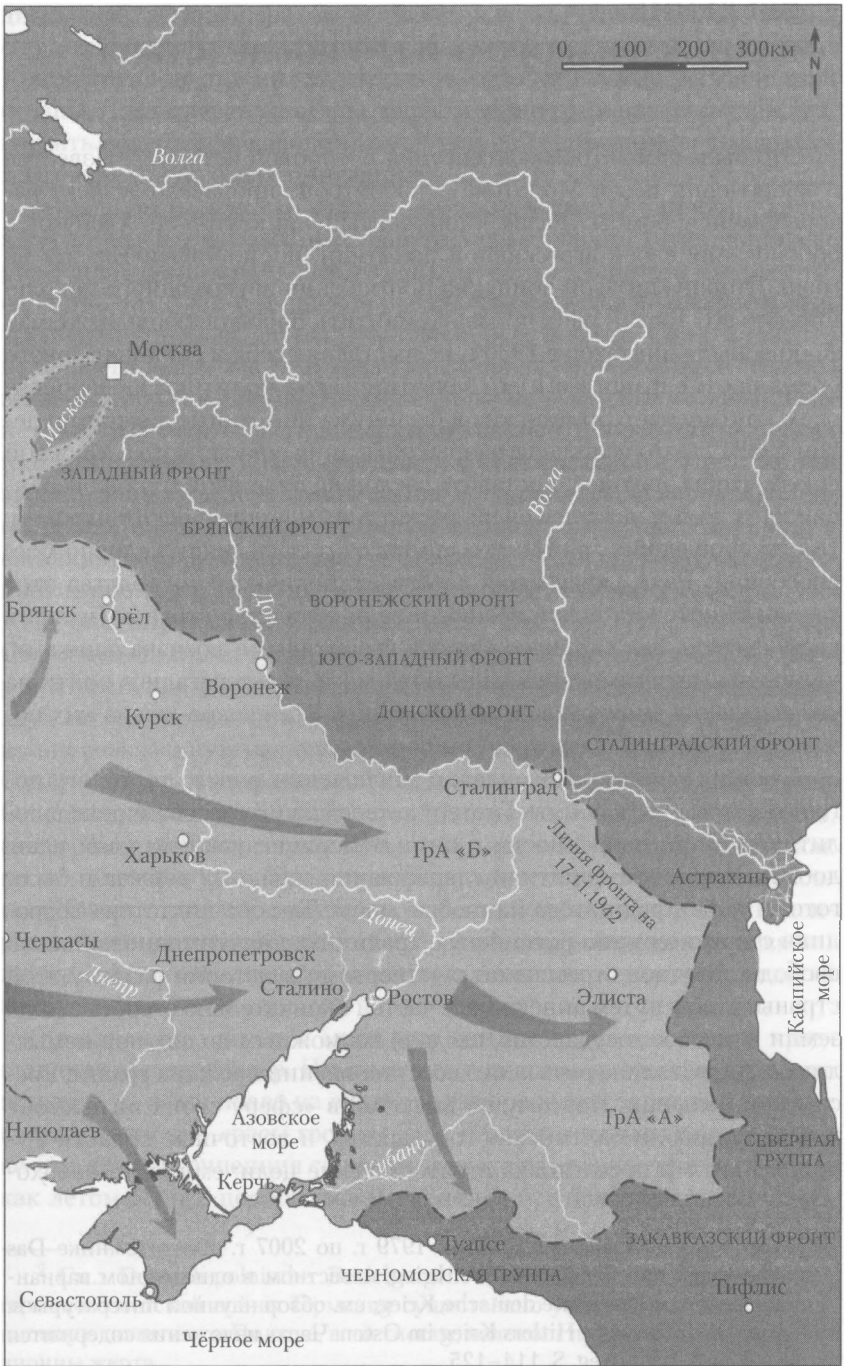 0 100 200 300км
N
Волга
Москва
Москва
ЗАПАДНЫЙ ФРОНТ
Волга
БРЯНСКИЙ ФРОНТ
Брянск
Орёл
Дон
ВОРОНЕЖСКИЙ ФРОНТ
Воронеж
ЮГО-ЗАПАДНЫЙ ФРОНТ
Курск
ДОНСКОЙ ФРОНТ
СТАЛИНГРАДСКИЙ ФРОНТ
Сталинград
Харьков
ГрА «Б»
Линия фронта на
17.11.1942
Астрахань
Черкасы
Днепр
Днепропетровск
Донец
Сталино
Ростов
Элиста
Каспийское
море
Николаев
Азовское
море
Керчь
Кубань
ГрА «А»
СЕВЕРНАЯ
ГРУППА
ЗАКАВКАЗСКИЙ ФРОНТ
Туапсе
ЧЕРНОМОРСКАЯ ГРУППА
Севастополь
Тифлис
Чёрное море